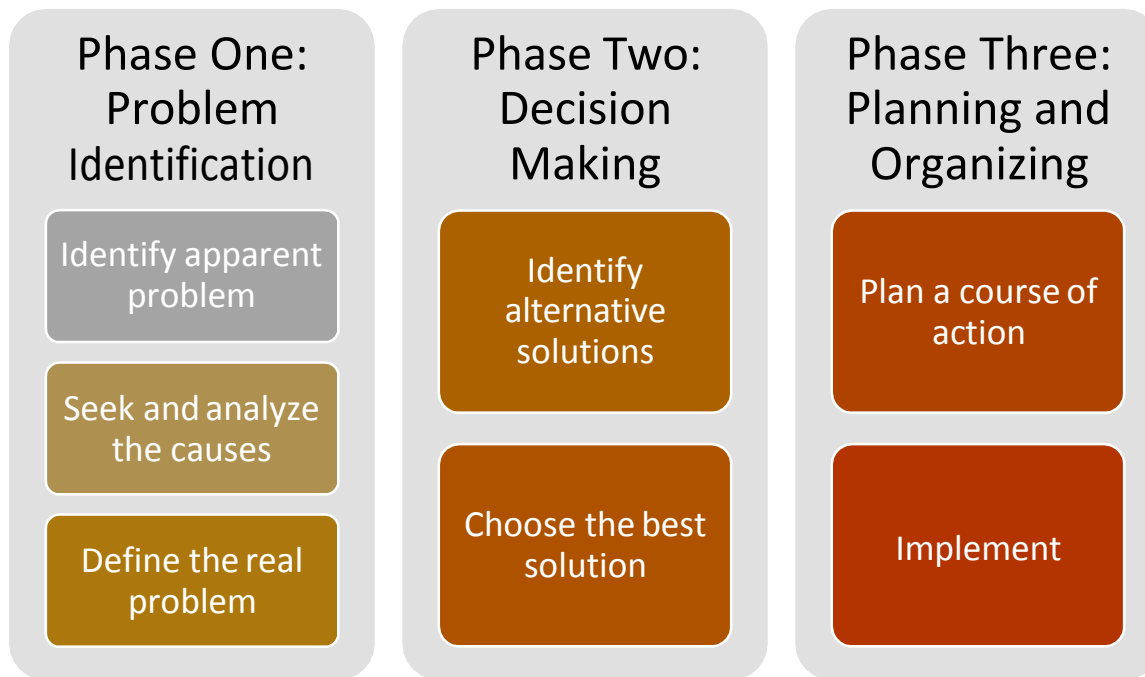 Phase One:
Problem
Identification
Identify apparent
problem
Seek and analyze
the causes
Define the real
problem
Phase Two:
Decision
Making
Identify
alternative
solutions
Choose the best
solution
Phase Three:
Planning and
Organizing
Plan a course of
action
Implement